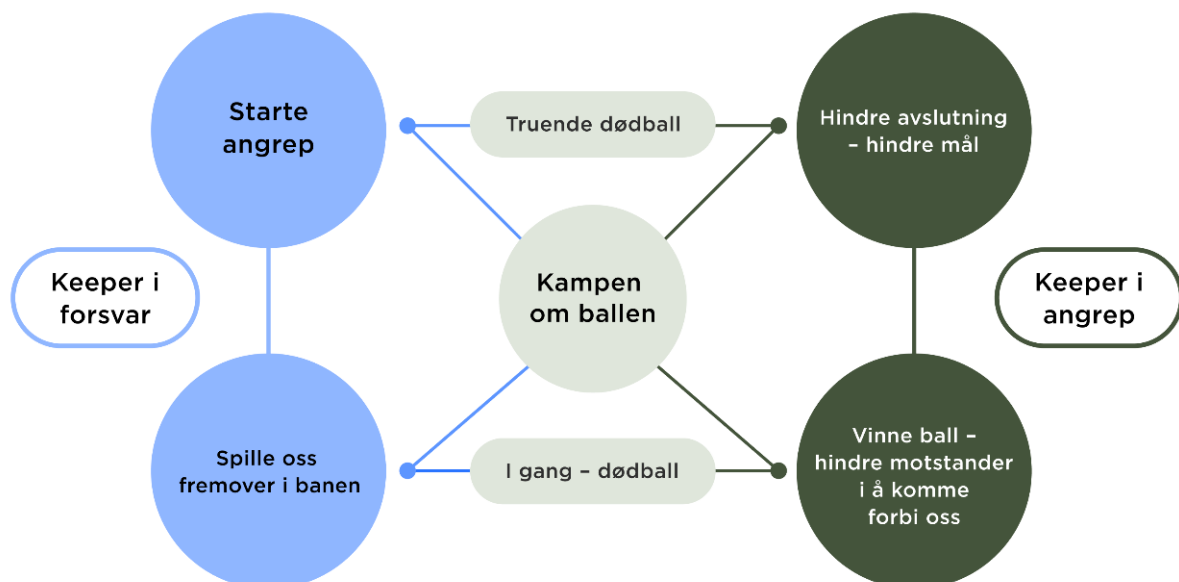 Starte
angrep
Truende dødball
Hindre avslutning
– hindre mål
Keeper i
forsvar
Kampen
om ballen
Keeper i
angrep
Spille oss
fremover i banen
I gang – dødball
Vinne ball –
hindre motstander
i å komme
forbi oss